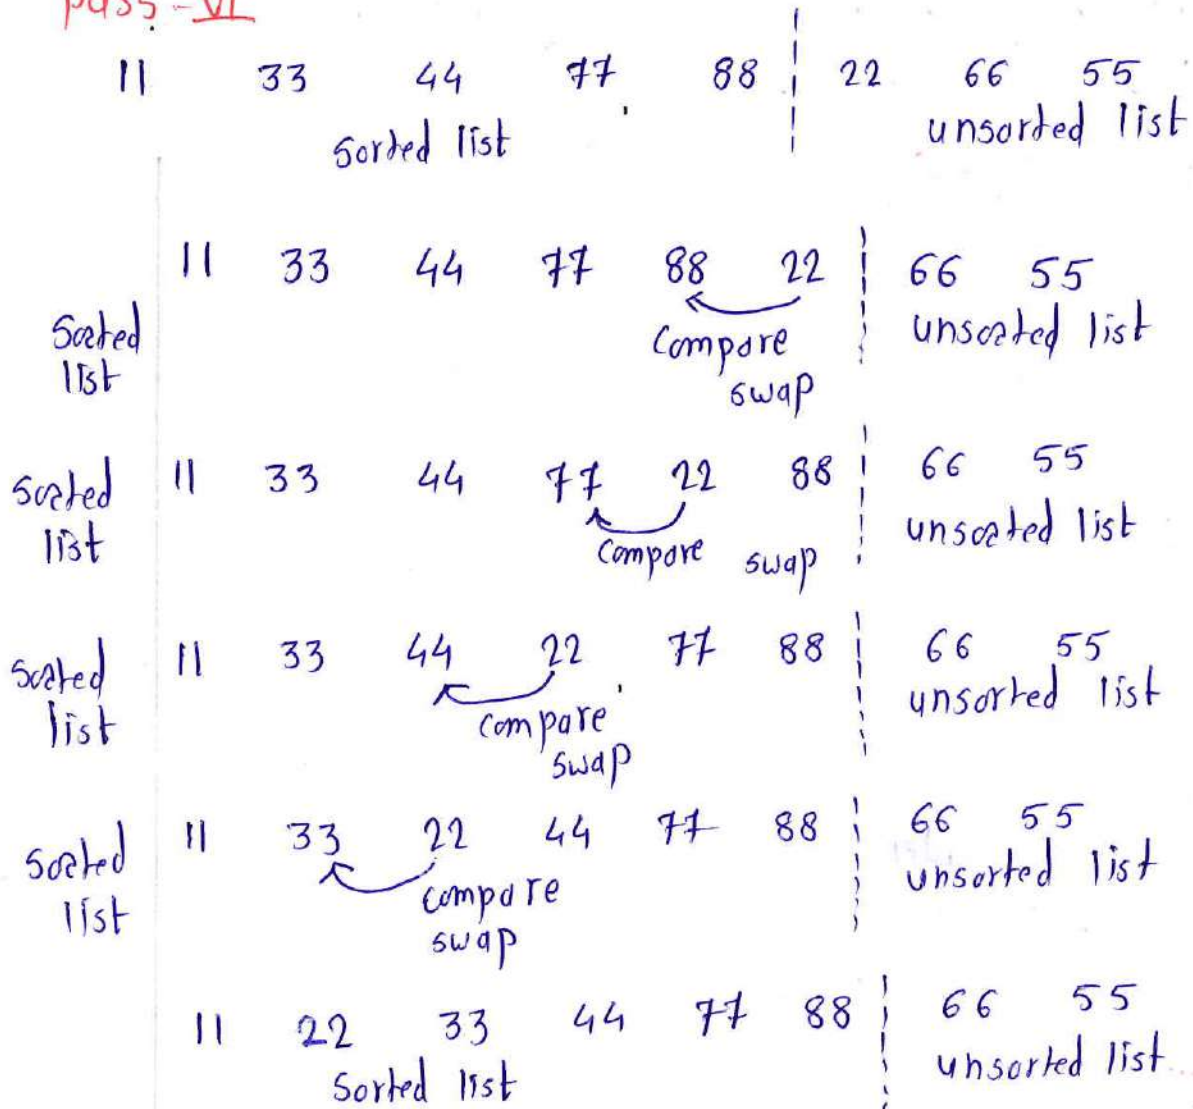 pass - VI
11 33 44 77 88 22 66 55
Sorted list unsorted list
11 33 44 77 88 22 66 55
Sorted list Compare swap unsorted list
Sorted list 11 33 44 77 22 88 66 55
Compare swap unsorted list
Sorted list 11 33 44 22 77 88 66 55
compare swap unsorted list
Sorted list 11 33 22 44 77 88 66 55
compare swap unsorted list
11 22 33 44 77 88 66 55
Sorted list unsorted list